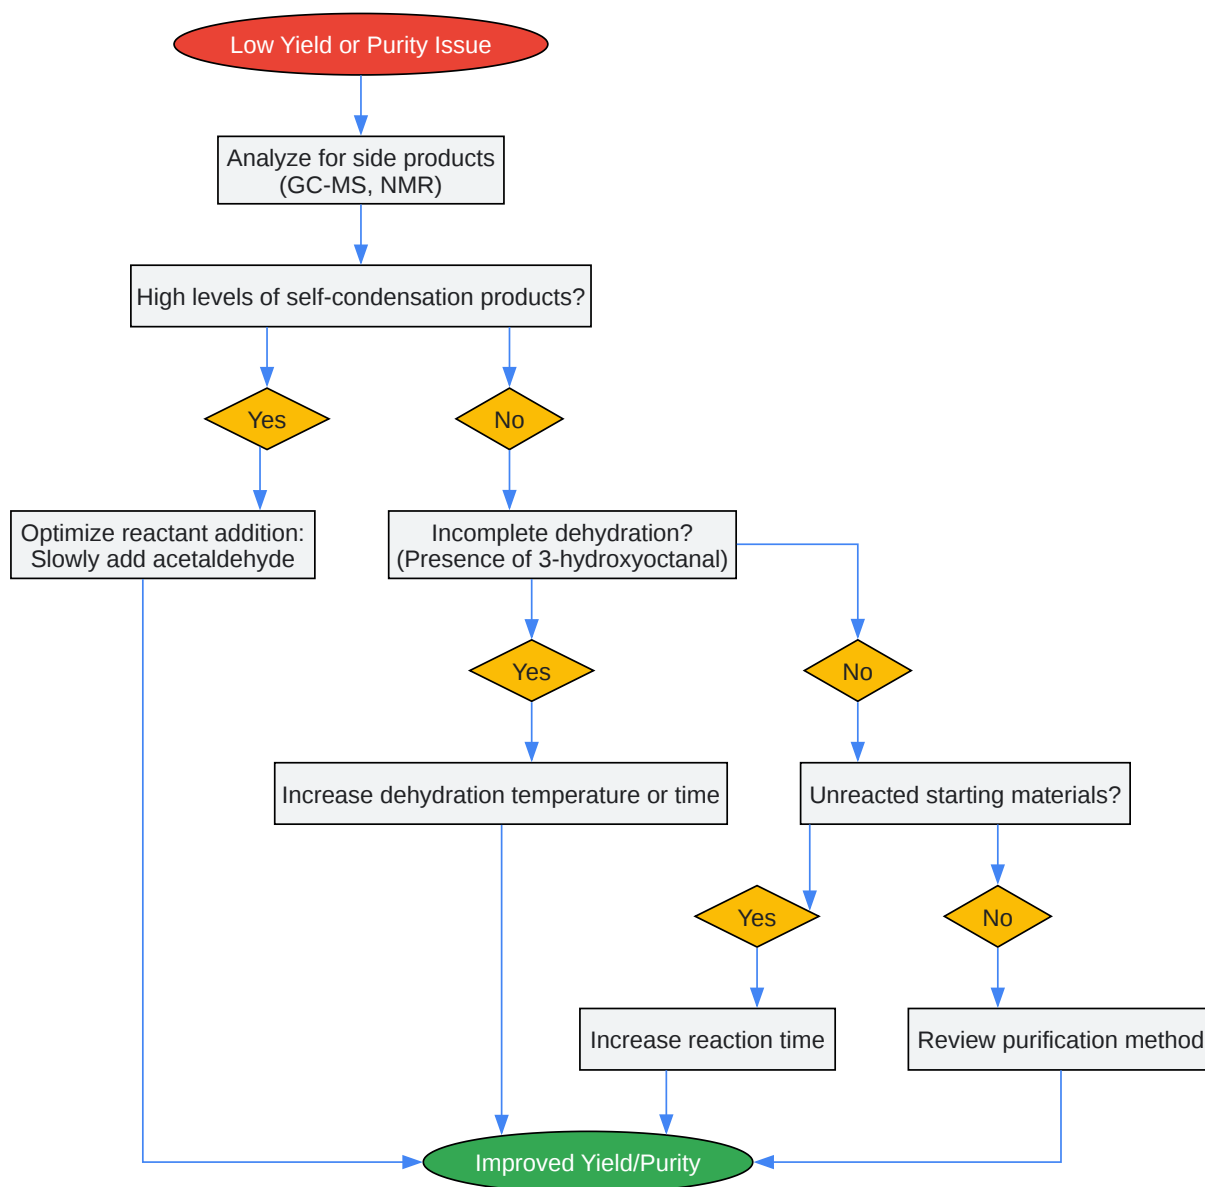 Low Yield or Purity Issue
Analyze for side products
(GC-MS, NMR)
High levels of self-condensation products?
Yes
No
Optimize reactant addition:
Slowly add acetaldehyde
Incomplete dehydration?
(Presence of 3-hydroxyoctanal)
Yes
No
Increase dehydration temperature or time
Unreacted starting materials?
Yes
No
Increase reaction time
Review purification method
Improved Yield/Purity